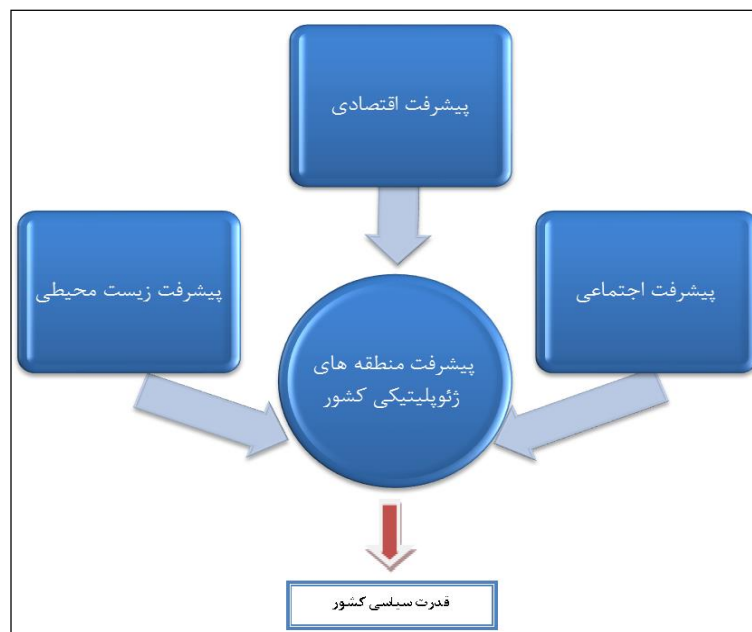 پیشرفت اقتصادی
پیشرفت اجتماعی
پیشرفت زیست محیطی
پیشرفت منطقه های
ژئوپلیتیکی کشور
قدرت سیاسی کشور